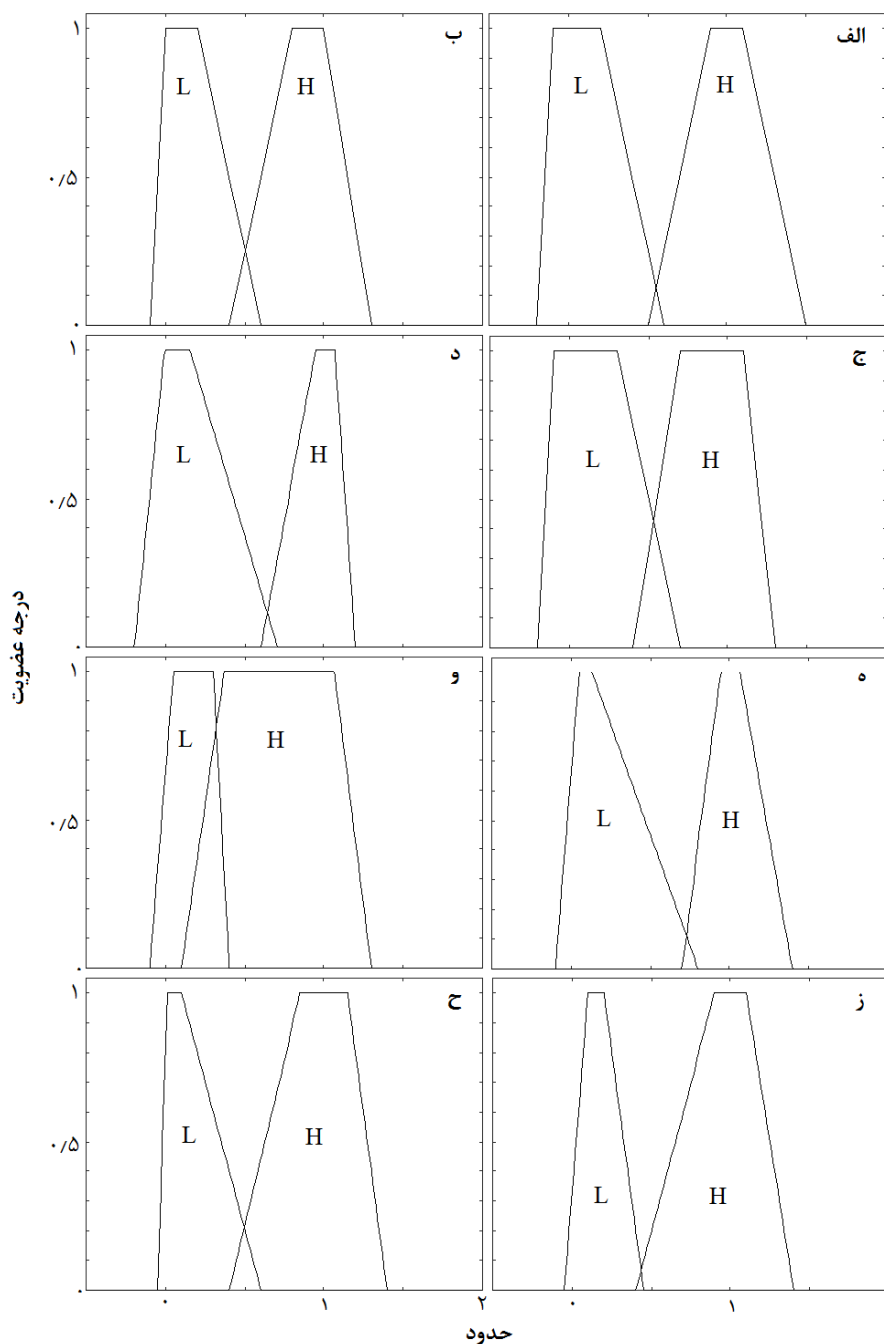 الف
ب
L H
L H
۱
۰/۵
۰
ج
د
L H
L H
۱
۰/۵
۰
ه
و
L H
L H
۱
۰/۵
۰
ز
ح
L H
L H
۱
۰/۵
۰
۰ ۱ ۲ ۰ ۱
درجه عضویت
حدود